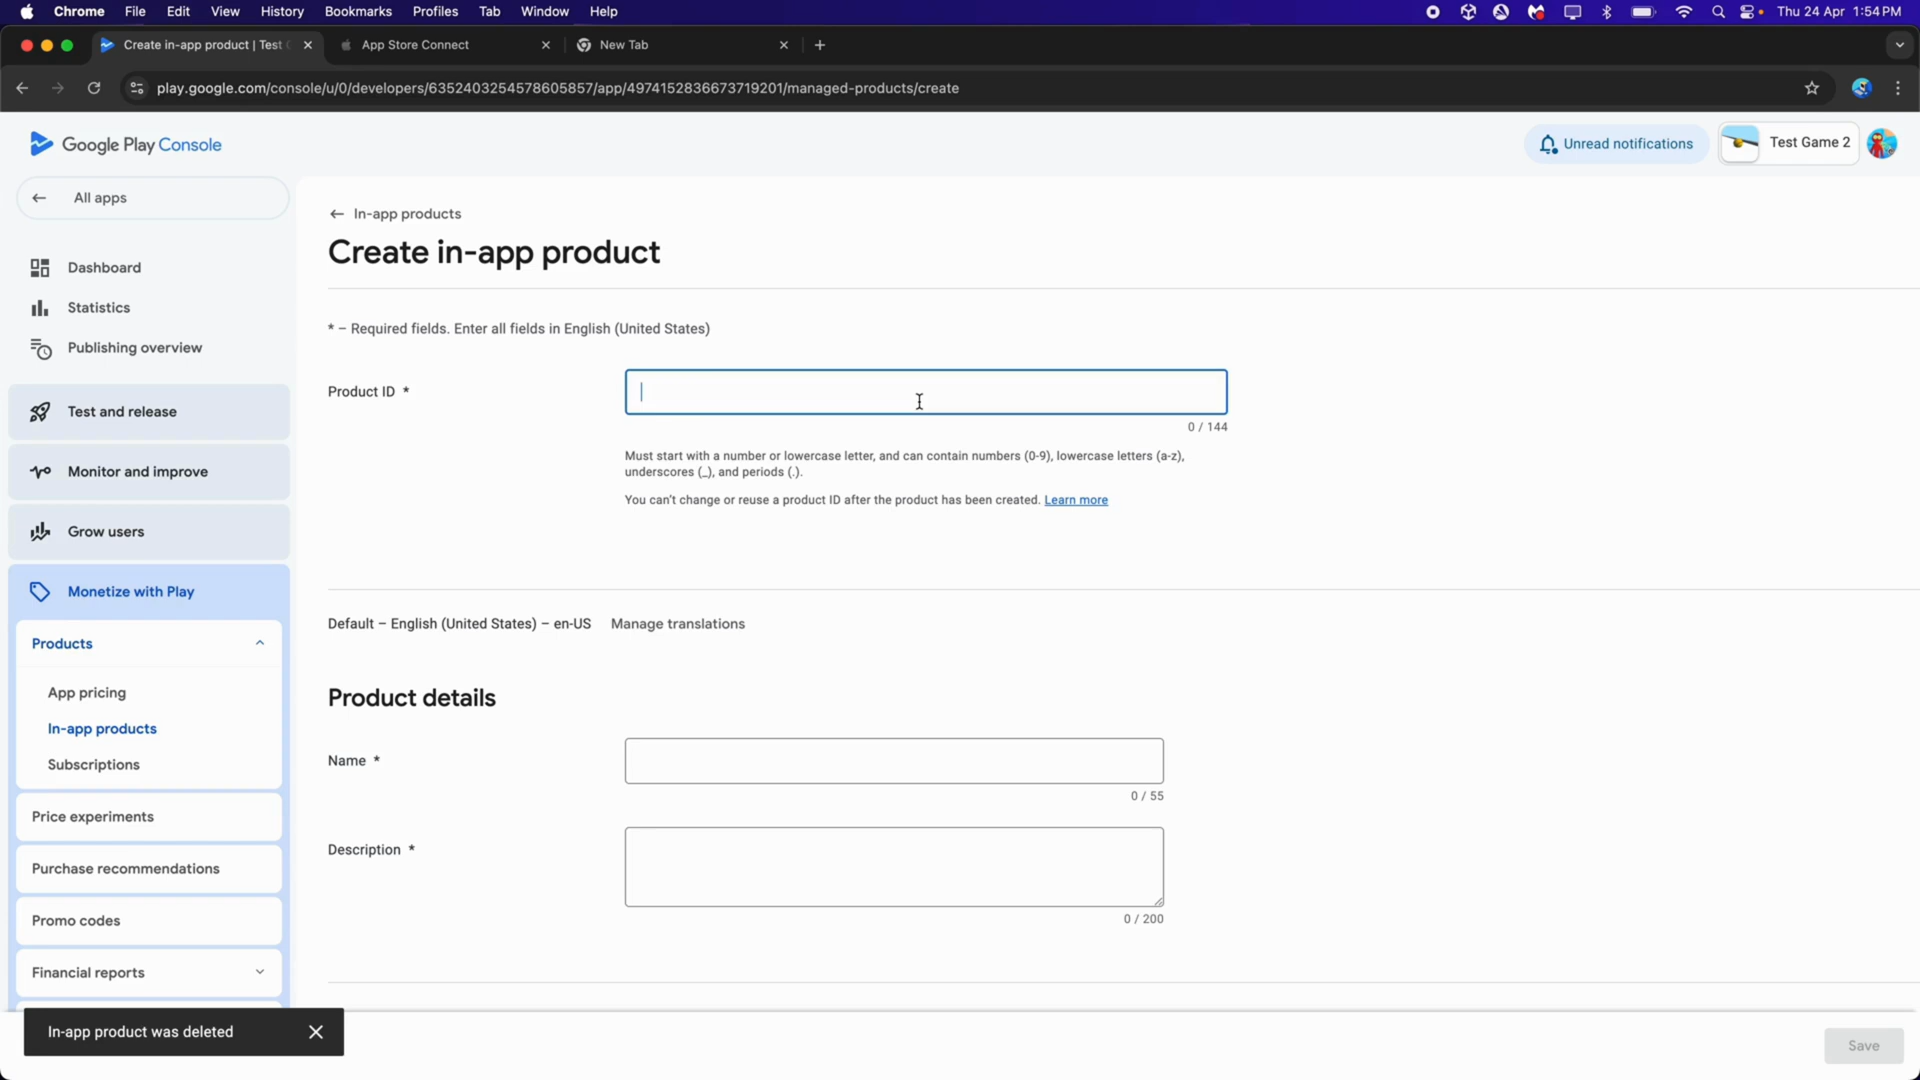 Chrome File Edit View History Bookmarks Profiles Tab Window Help Thu 24 Apr 1:54 PM
Create in-app product | Test App Store Connect New Tab
play.google.com/console/u/0/developers/6352403254578605857/app/4974152836673719201/managed-products/create
Google Play Console
Unread notifications
Test Game 2
All apps
Dashboard
Statistics
Publishing overview
Test and release
Monitor and improve
Grow users
Monetize with Play
Products
App pricing
In-app products
Subscriptions
Price experiments
Purchase recommendations
Promo codes
Financial reports
In-app product was deleted
In-app products
Create in-app product
* – Required fields. Enter all fields in English (United States)
Product ID *
0 / 144
Must start with a number or lowercase letter, and can contain numbers (0-9), lowercase letters (a-z),
underscores (_), and periods (.).
You can't change or reuse a product ID after the product has been created. Learn more
Default – English (United States) – en-US Manage translations
Product details
Name *
0 / 55
Description *
0 / 200
Save